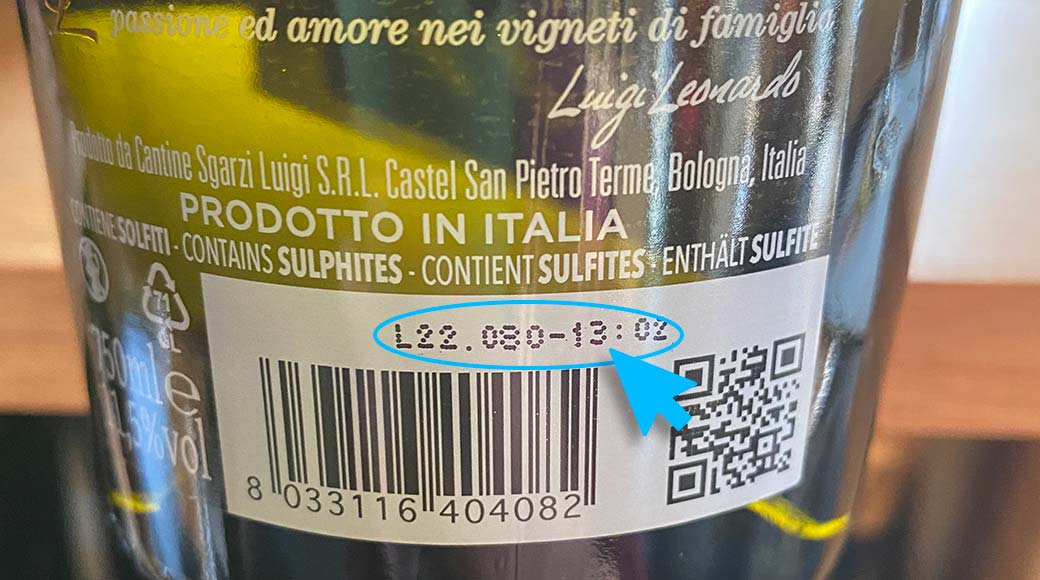 passione ed amore nei vigneti di famiglia
Luigi Leonardo
Prodotto da Cantine Sgarzi Luigi S.R.L. Castel San Pietro Terme, Bologna, Italia
PRODOTTO IN ITALIA
CONTIENE SOLFITI - CONTAINS SULPHITES - CONTIENT SULFITES - ENTHÄLT SULFITE
L22.080-13:02
71
750ml e
%vol
8 033116 404082